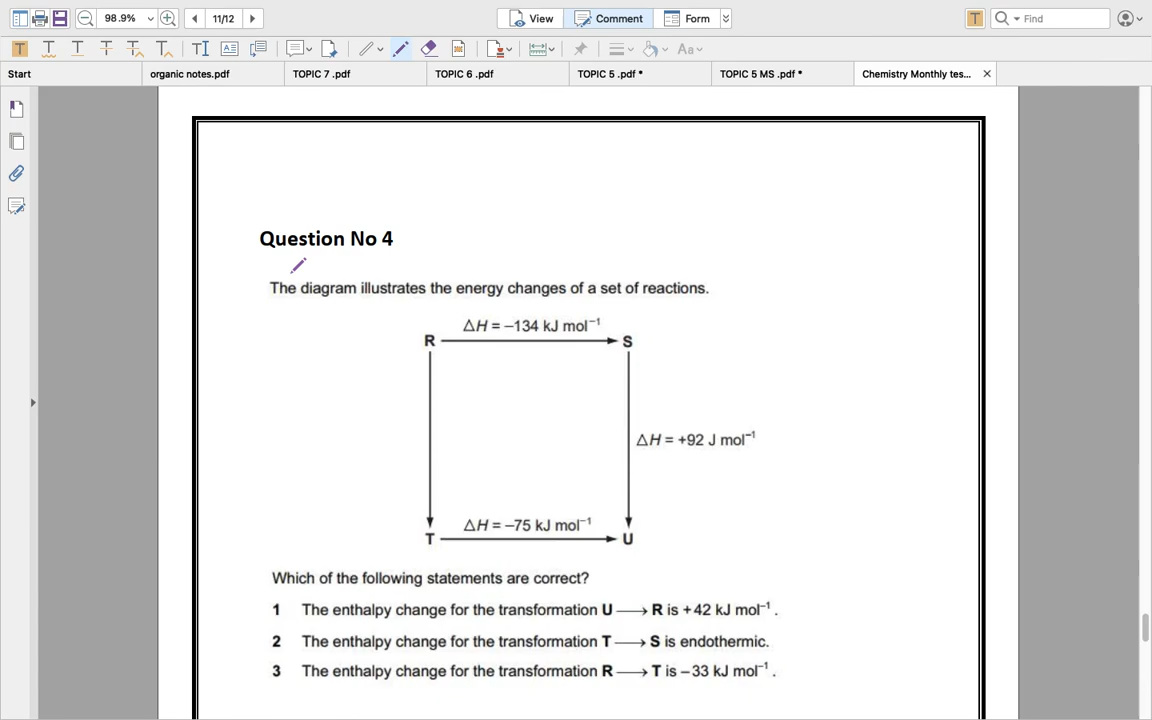 98.9%
11/12
View
Comment
Form
Find
Aa
Start
organic notes.pdf
TOPIC 7 .pdf
TOPIC 6 .pdf
TOPIC 5 .pdf *
TOPIC 5 MS .pdf *
Chemistry Monthly tes...
Question No 4
The diagram illustrates the energy changes of a set of reactions.
△H = –134 kJ mol⁻¹
R
S
△H = +92 J mol⁻¹
△H = –75 kJ mol⁻¹
T
U
Which of the following statements are correct?
1 The enthalpy change for the transformation U ⟶ R is +42 kJ mol⁻¹ .
2 The enthalpy change for the transformation T ⟶ S is endothermic.
3 The enthalpy change for the transformation R ⟶ T is –33 kJ mol⁻¹ .